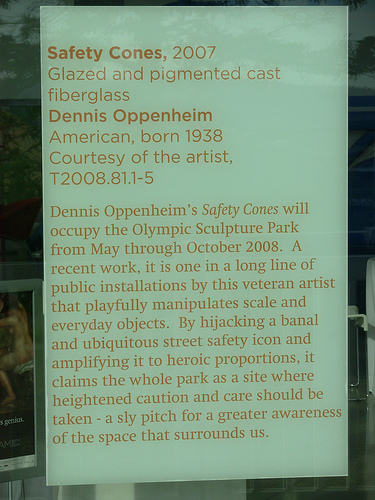 Safety Cones, 2007
Glazed and pigmented cast
fiberglass
Dennis Oppenheim
American, born 1938
Courtesy of the artist,
T2008.81.1-5
Dennis Oppenheim's Safety Cones will
occupy the Olympic Sculpture Park
from May through October 2008. A
recent work, it is one in a long line of
public installations by this veteran artist
that playfully manipulates scale and
everyday objects. By hijacking a banal
and ubiquitous street safety icon and
amplifying it to heroic proportions, it
claims the whole park as a site where
heightened caution and care should be
taken - a sly pitch for a greater awareness
of the space that surrounds us.
genius.